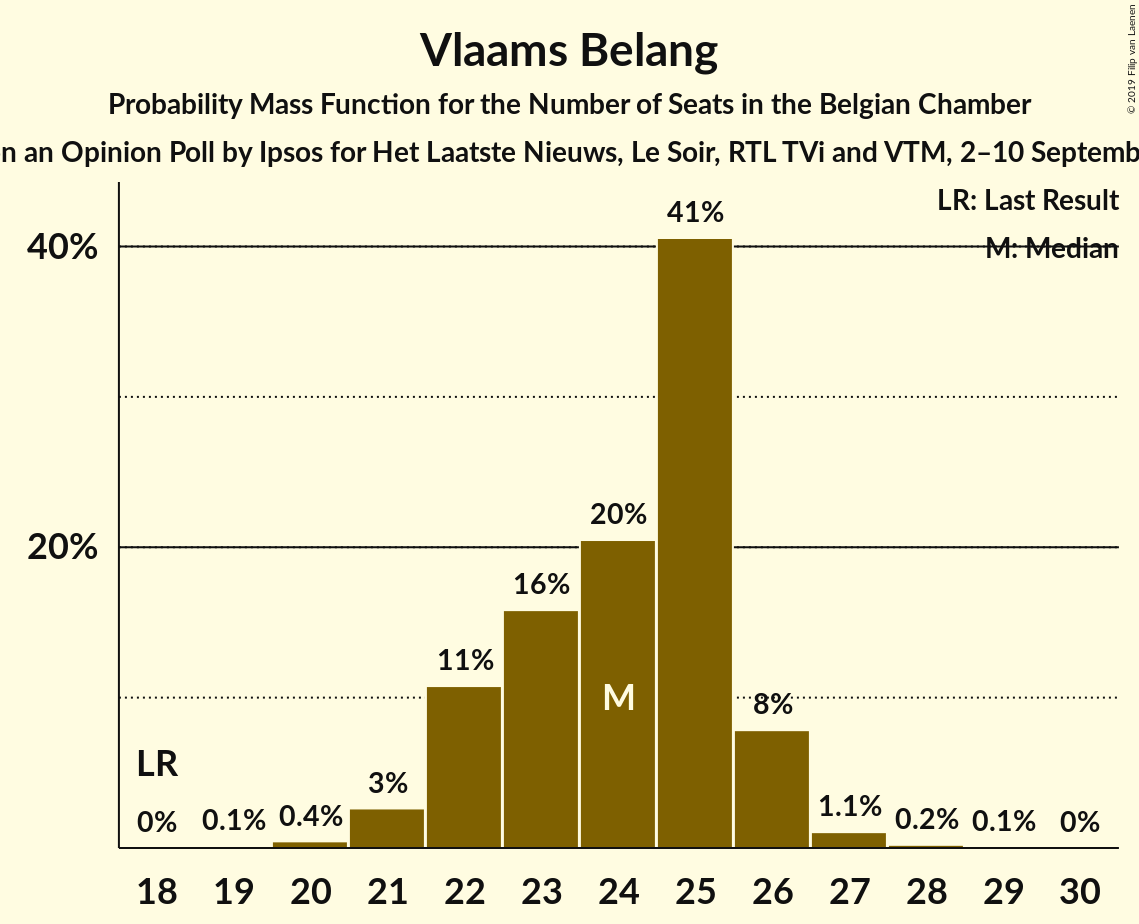 Vlaams Belang
Probability Mass Function for the Number of Seats in the Belgian Chamber
n an Opinion Poll by Ipsos for Het Laatste Nieuws, Le Soir, RTL TVi and VTM, 2–10 Septemb
© 2019 Filip van Laenen
LR: Last Result
M: Median
40%
20%
LR
0%
0.1%
0.4%
3%
11%
16%
20%
M
41%
8%
1.1%
0.2%
0.1%
0%
18 19 20 21 22 23 24 25 26 27 28 29 30